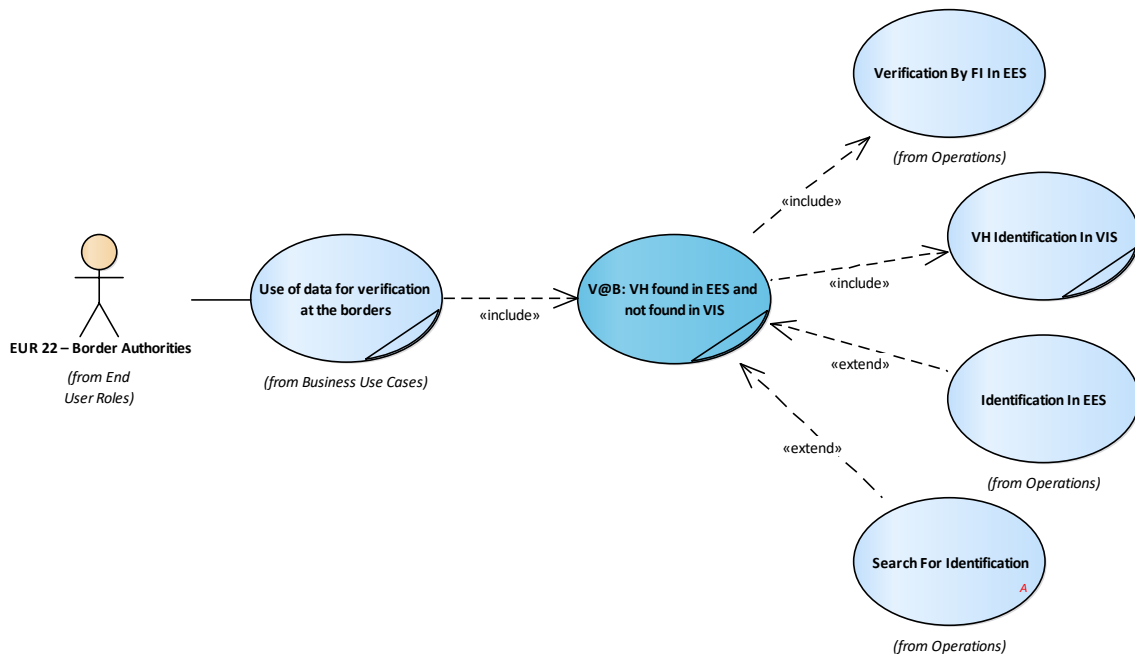 Verification By FI In EES
(from Operations)
«include»
VH Identification In VIS
«include»
EUR 22 – Border Authorities
(from End
User Roles)
Use of data for verification
at the borders
(from Business Use Cases)
«include»
V@B: VH found in EES and
not found in VIS
«extend»
Identification In EES
(from Operations)
«extend»
Search For Identification
A
(from Operations)